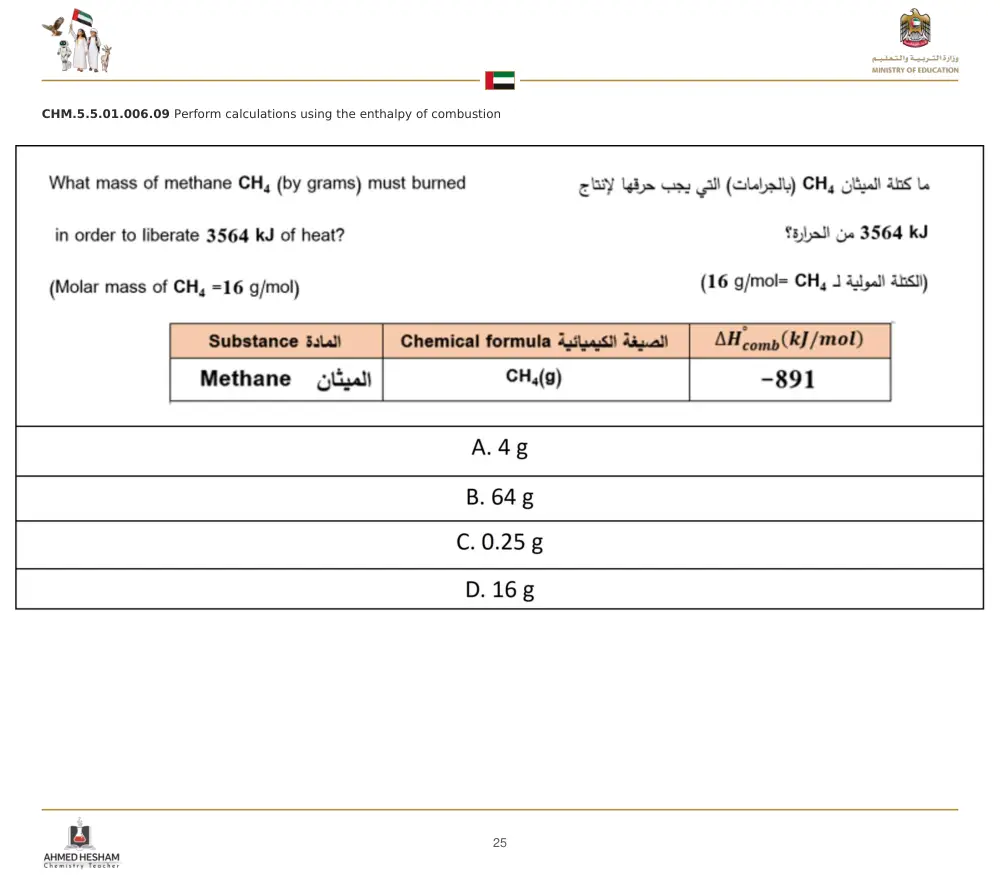 وزارة التربية والتعليم
MINISTRY OF EDUCATION
CHM.5.5.01.006.09 Perform calculations using the enthalpy of combustion
What mass of methane CH₄ (by grams) must burned
in order to liberate 3564 kJ of heat?
(Molar mass of CH₄ =16 g/mol)
ما كتلة الميثان CH₄ (بالجرامات) التي يجب حرقها لإنتاج
3564 kJ من الحرارة؟
(الكتلة المولية لـ CH₄ =16 g/mol)
Substance المادة Chemical formula الصيغة الكيميائية ΔH°comb(kJ/mol)
Methane الميثان CH₄(g) −891
A. 4 g
B. 64 g
C. 0.25 g
D. 16 g
AHMED HESHAM
Chemistry Teacher
25